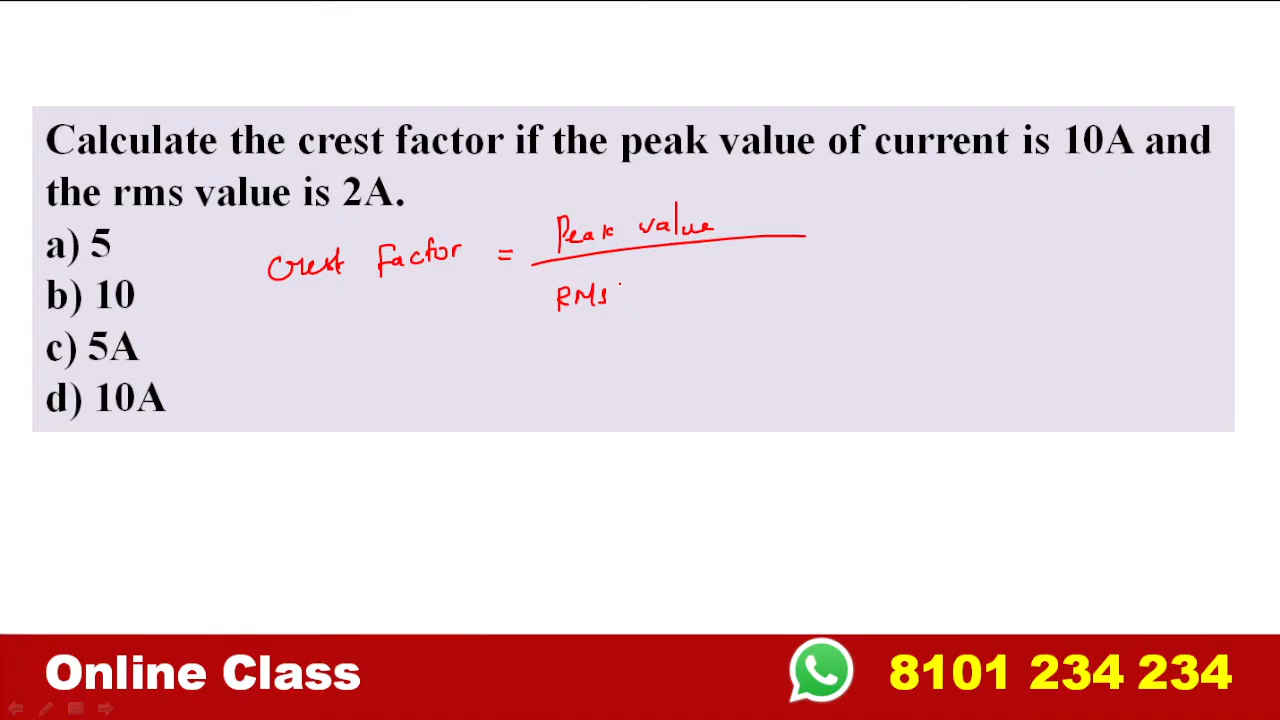 Calculate the crest factor if the peak value of current is 10A and
the rms value is 2A.
a) 5
b) 10
c) 5A
d) 10A
Crest Factor = Peak value
RMS
Online Class
8101 234 234